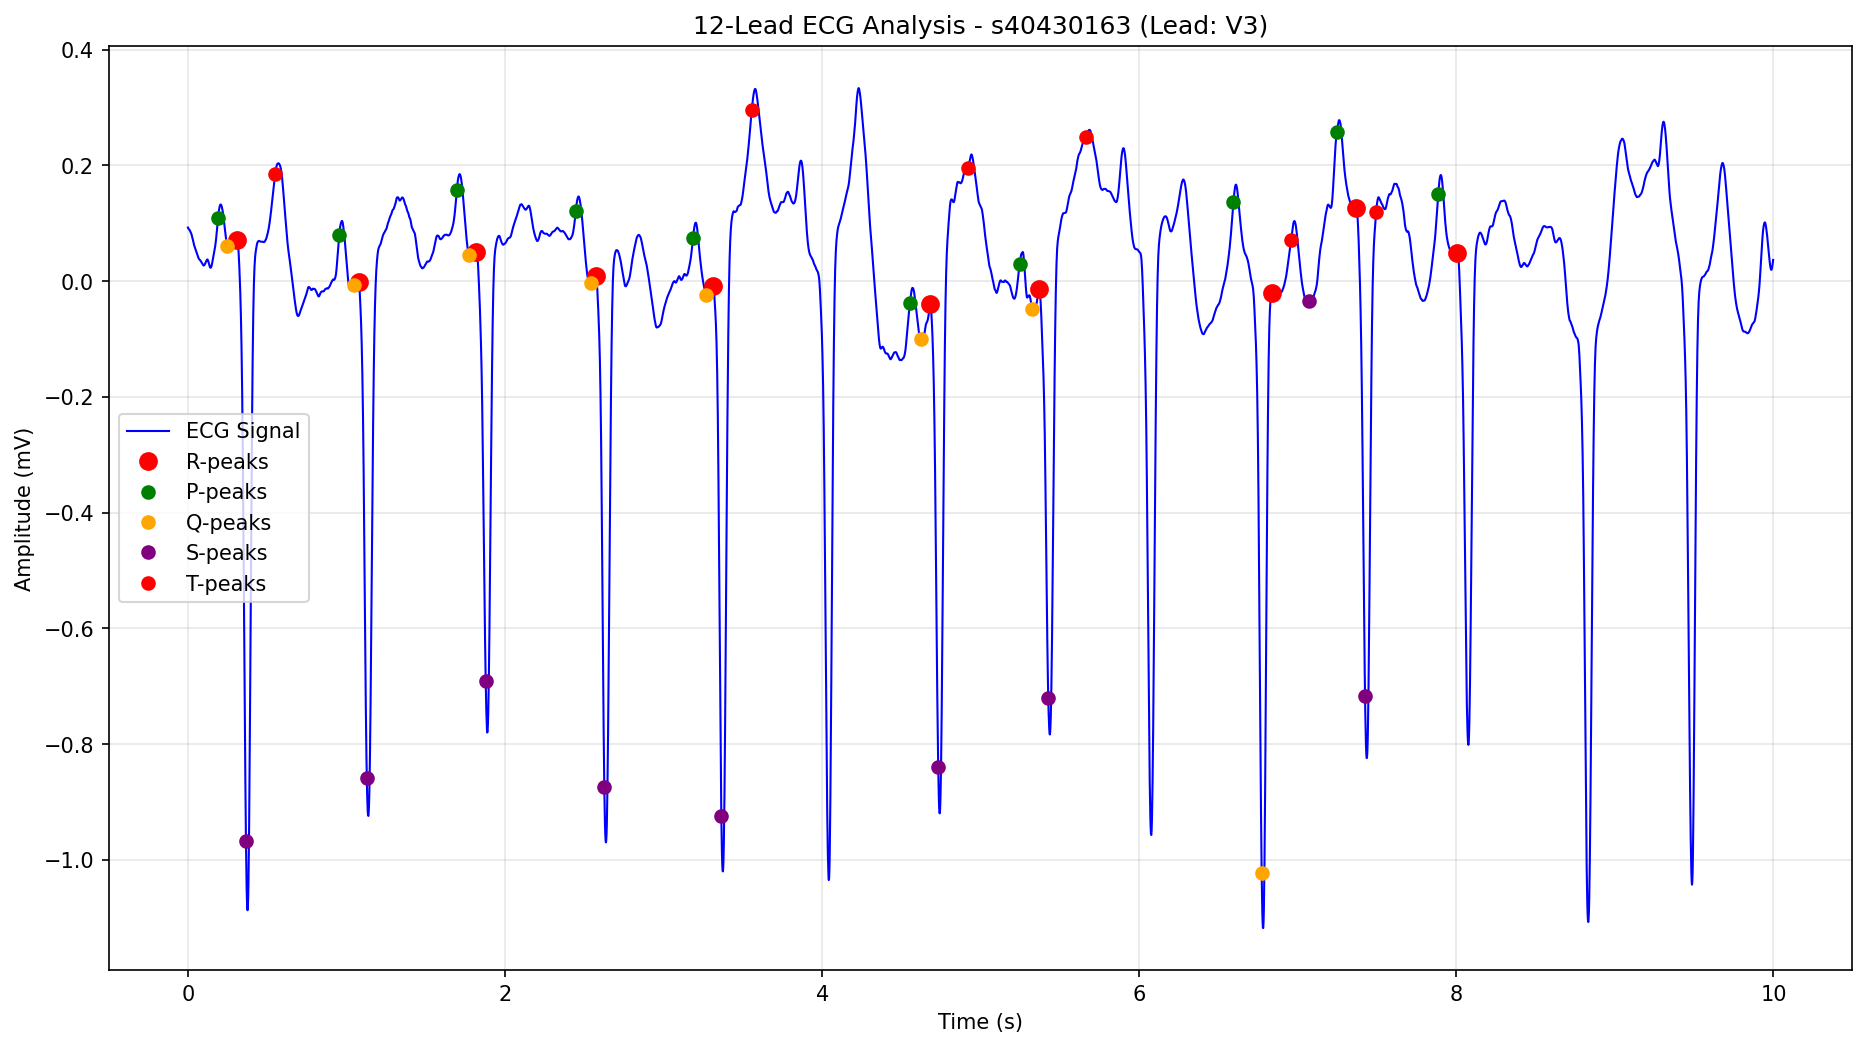 12-Lead ECG Analysis - s40430163 (Lead: V3)
0.4
0.2
0.0
−0.2
−0.4
−0.6
−0.8
−1.0
Amplitude (mV)
ECG Signal
R-peaks
P-peaks
Q-peaks
S-peaks
T-peaks
0 2 4 6 8 10
Time (s)